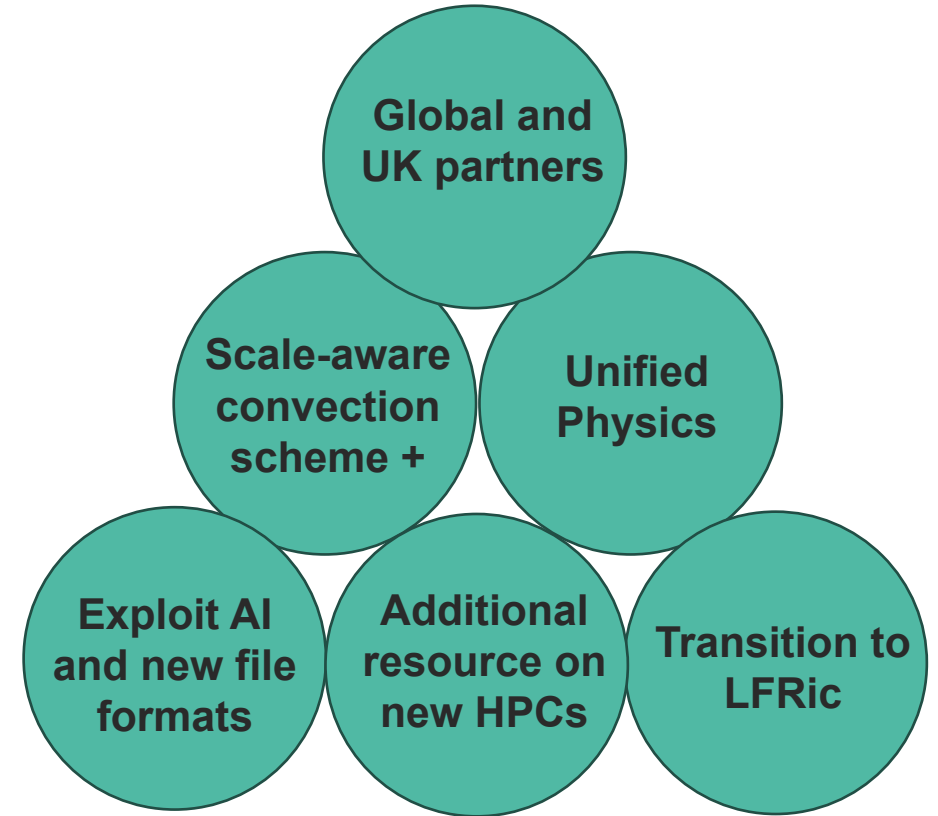 Global and
UK partners
Scale-aware
convection
scheme +
Unified
Physics
Exploit AI
and new file
formats
Additional
resource on
new HPCs
Transition to
LFRic